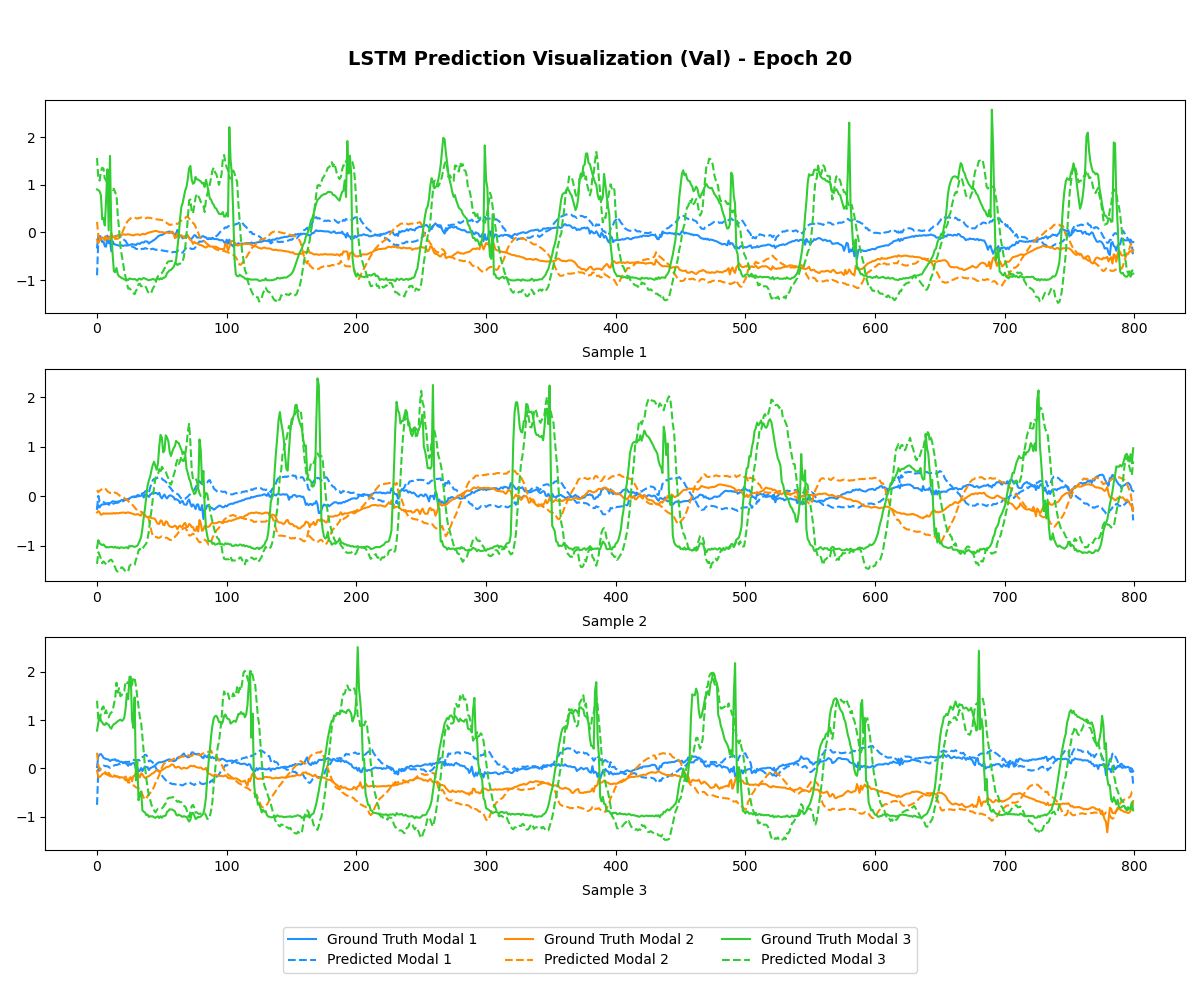 LSTM Prediction Visualization (Val) - Epoch 20
2
1
0
−1
0 100 200 300 400 500 600 700 800
Sample 1
2
1
0
−1
0 100 200 300 400 500 600 700 800
Sample 2
2
1
0
−1
0 100 200 300 400 500 600 700 800
Sample 3
Ground Truth Modal 1 Ground Truth Modal 2 Ground Truth Modal 3
Predicted Modal 1 Predicted Modal 2 Predicted Modal 3